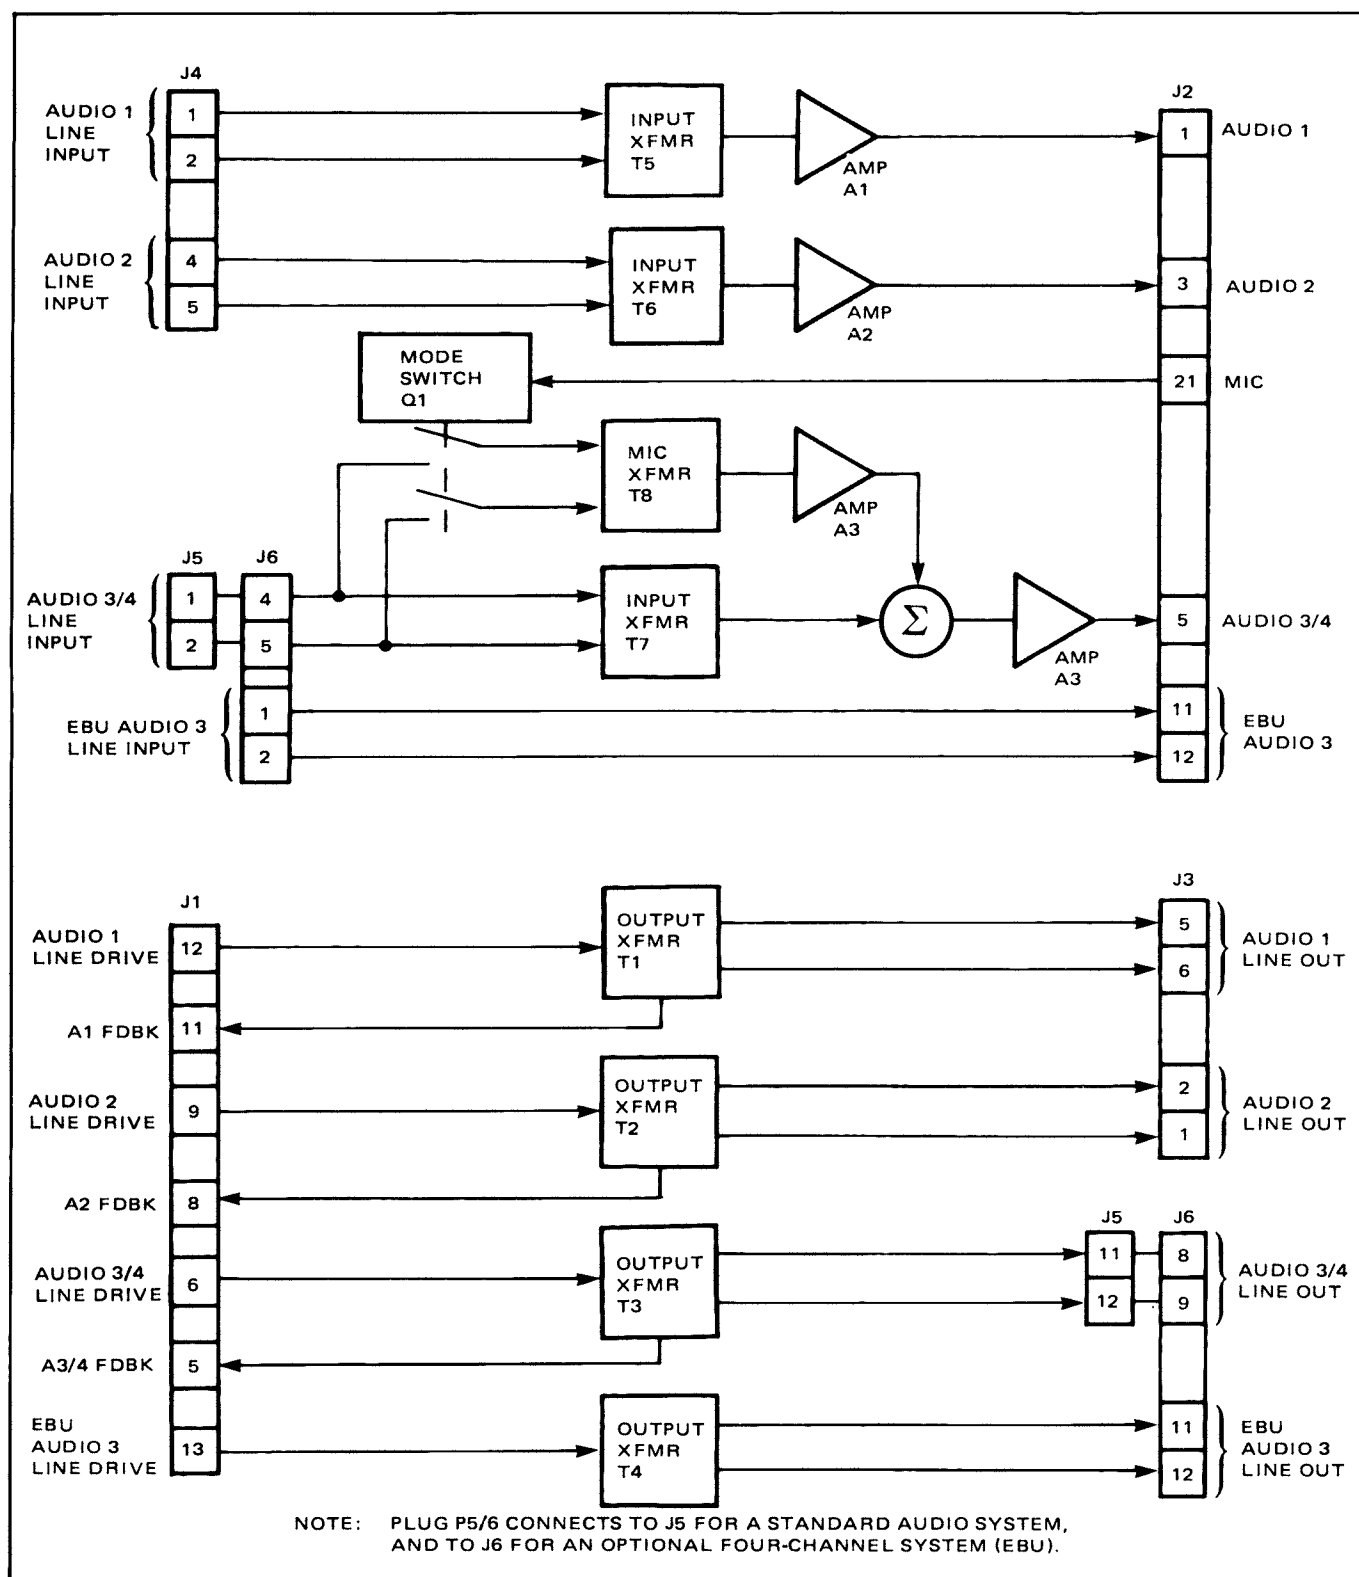 J4
AUDIO 1
LINE
INPUT
1
2
INPUT
XFMR
T5
AMP
A1
J2
1
AUDIO 1
AUDIO 2
LINE
INPUT
4
5
INPUT
XFMR
T6
AMP
A2
3
AUDIO 2
MODE
SWITCH
Q1
21
MIC
MIC
XFMR
T8
AMP
A3
J5
J6
AUDIO 3/4
LINE
INPUT
1
2
4
5
INPUT
XFMR
T7
Σ
AMP
A3
5
AUDIO 3/4
EBU AUDIO 3
LINE INPUT
1
2
11
12
EBU
AUDIO 3
J1
J3
AUDIO 1
LINE DRIVE
12
OUTPUT
XFMR
T1
5
6
AUDIO 1
LINE OUT
A1 FDBK
11
AUDIO 2
LINE DRIVE
9
OUTPUT
XFMR
T2
2
1
AUDIO 2
LINE OUT
A2 FDBK
8
J5
J6
AUDIO 3/4
LINE DRIVE
6
OUTPUT
XFMR
T3
11
12
8
9
AUDIO 3/4
LINE OUT
A3/4 FDBK
5
EBU
AUDIO 3
LINE DRIVE
13
OUTPUT
XFMR
T4
11
12
EBU
AUDIO 3
LINE OUT
NOTE: PLUG P5/6 CONNECTS TO J5 FOR A STANDARD AUDIO SYSTEM,
AND TO J6 FOR AN OPTIONAL FOUR-CHANNEL SYSTEM (EBU).